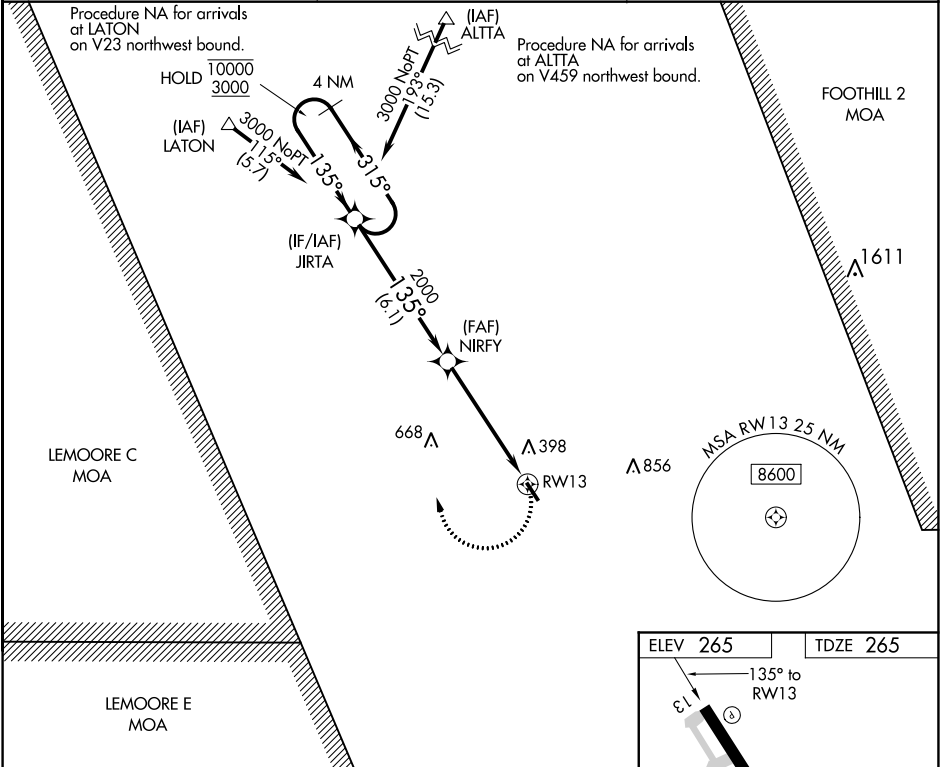 Procedure NA for arrivals
at LATON
on V23 northwest bound.
(IAF)
ALTTA
Procedure NA for arrivals
at ALTTA
on V459 northwest bound.
HOLD 10000
3000
4 NM
3000 NoPT
193°
(15.3)
FOOTHILL 2
MOA
(IAF)
LATON
3000 NoPT
115°
(5.7)
135°
315°
(IF/IAF)
JIRTA
2000
135°
(6.1)
1611
(FAF)
NIRFY
668
398
856
RW13
LEMOORE C
MOA
MSA RW13 25 NM
8600
LEMOORE E
MOA
ELEV 265
TDZE 265
135° to
RW13
13
P